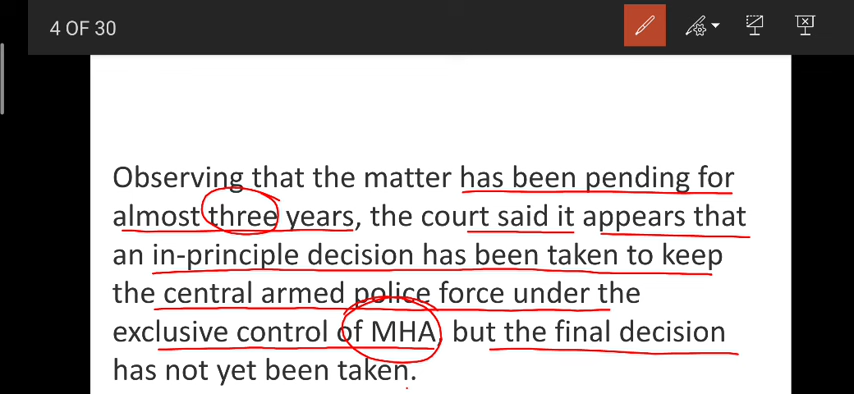 4 OF 30
Observing that the matter has been pending for
almost three years, the court said it appears that
an in-principle decision has been taken to keep
the central armed police force under the
exclusive control of MHA, but the final decision
has not yet been taken.